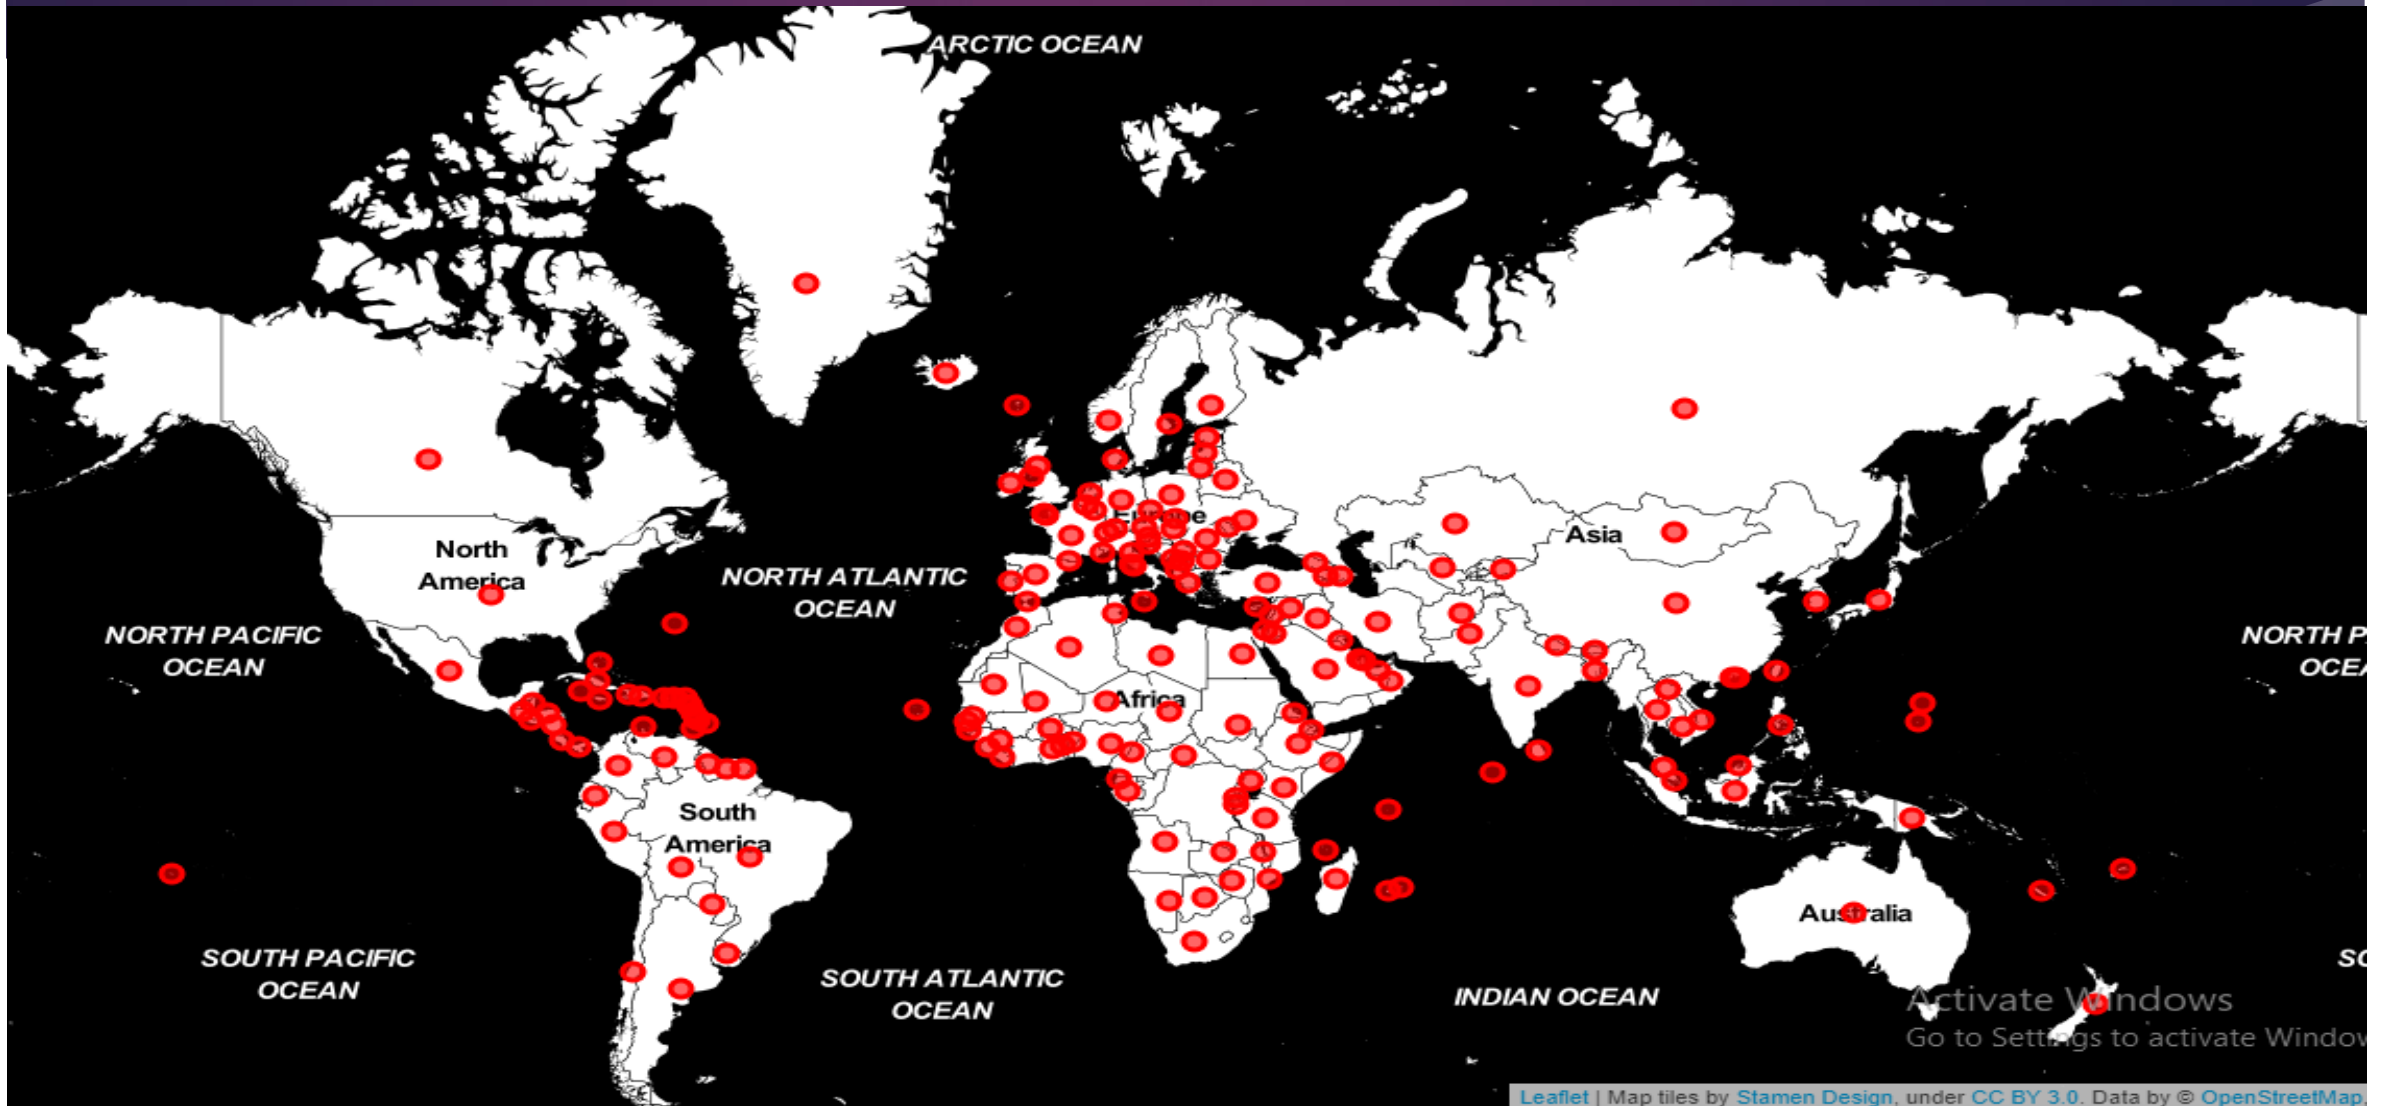 ARCTIC OCEAN
North
America
Europe
Asia
NORTH ATLANTIC
OCEAN
NORTH PACIFIC
OCEAN
NORTH P
OCEA
Africa
South
America
Australia
SOUTH PACIFIC
OCEAN
SOUTH ATLANTIC
OCEAN
INDIAN OCEAN
SO
Activate Windows
Go to Settings to activate Window
Leaflet | Map tiles by Stamen Design, under CC BY 3.0. Data by © OpenStreetMap,